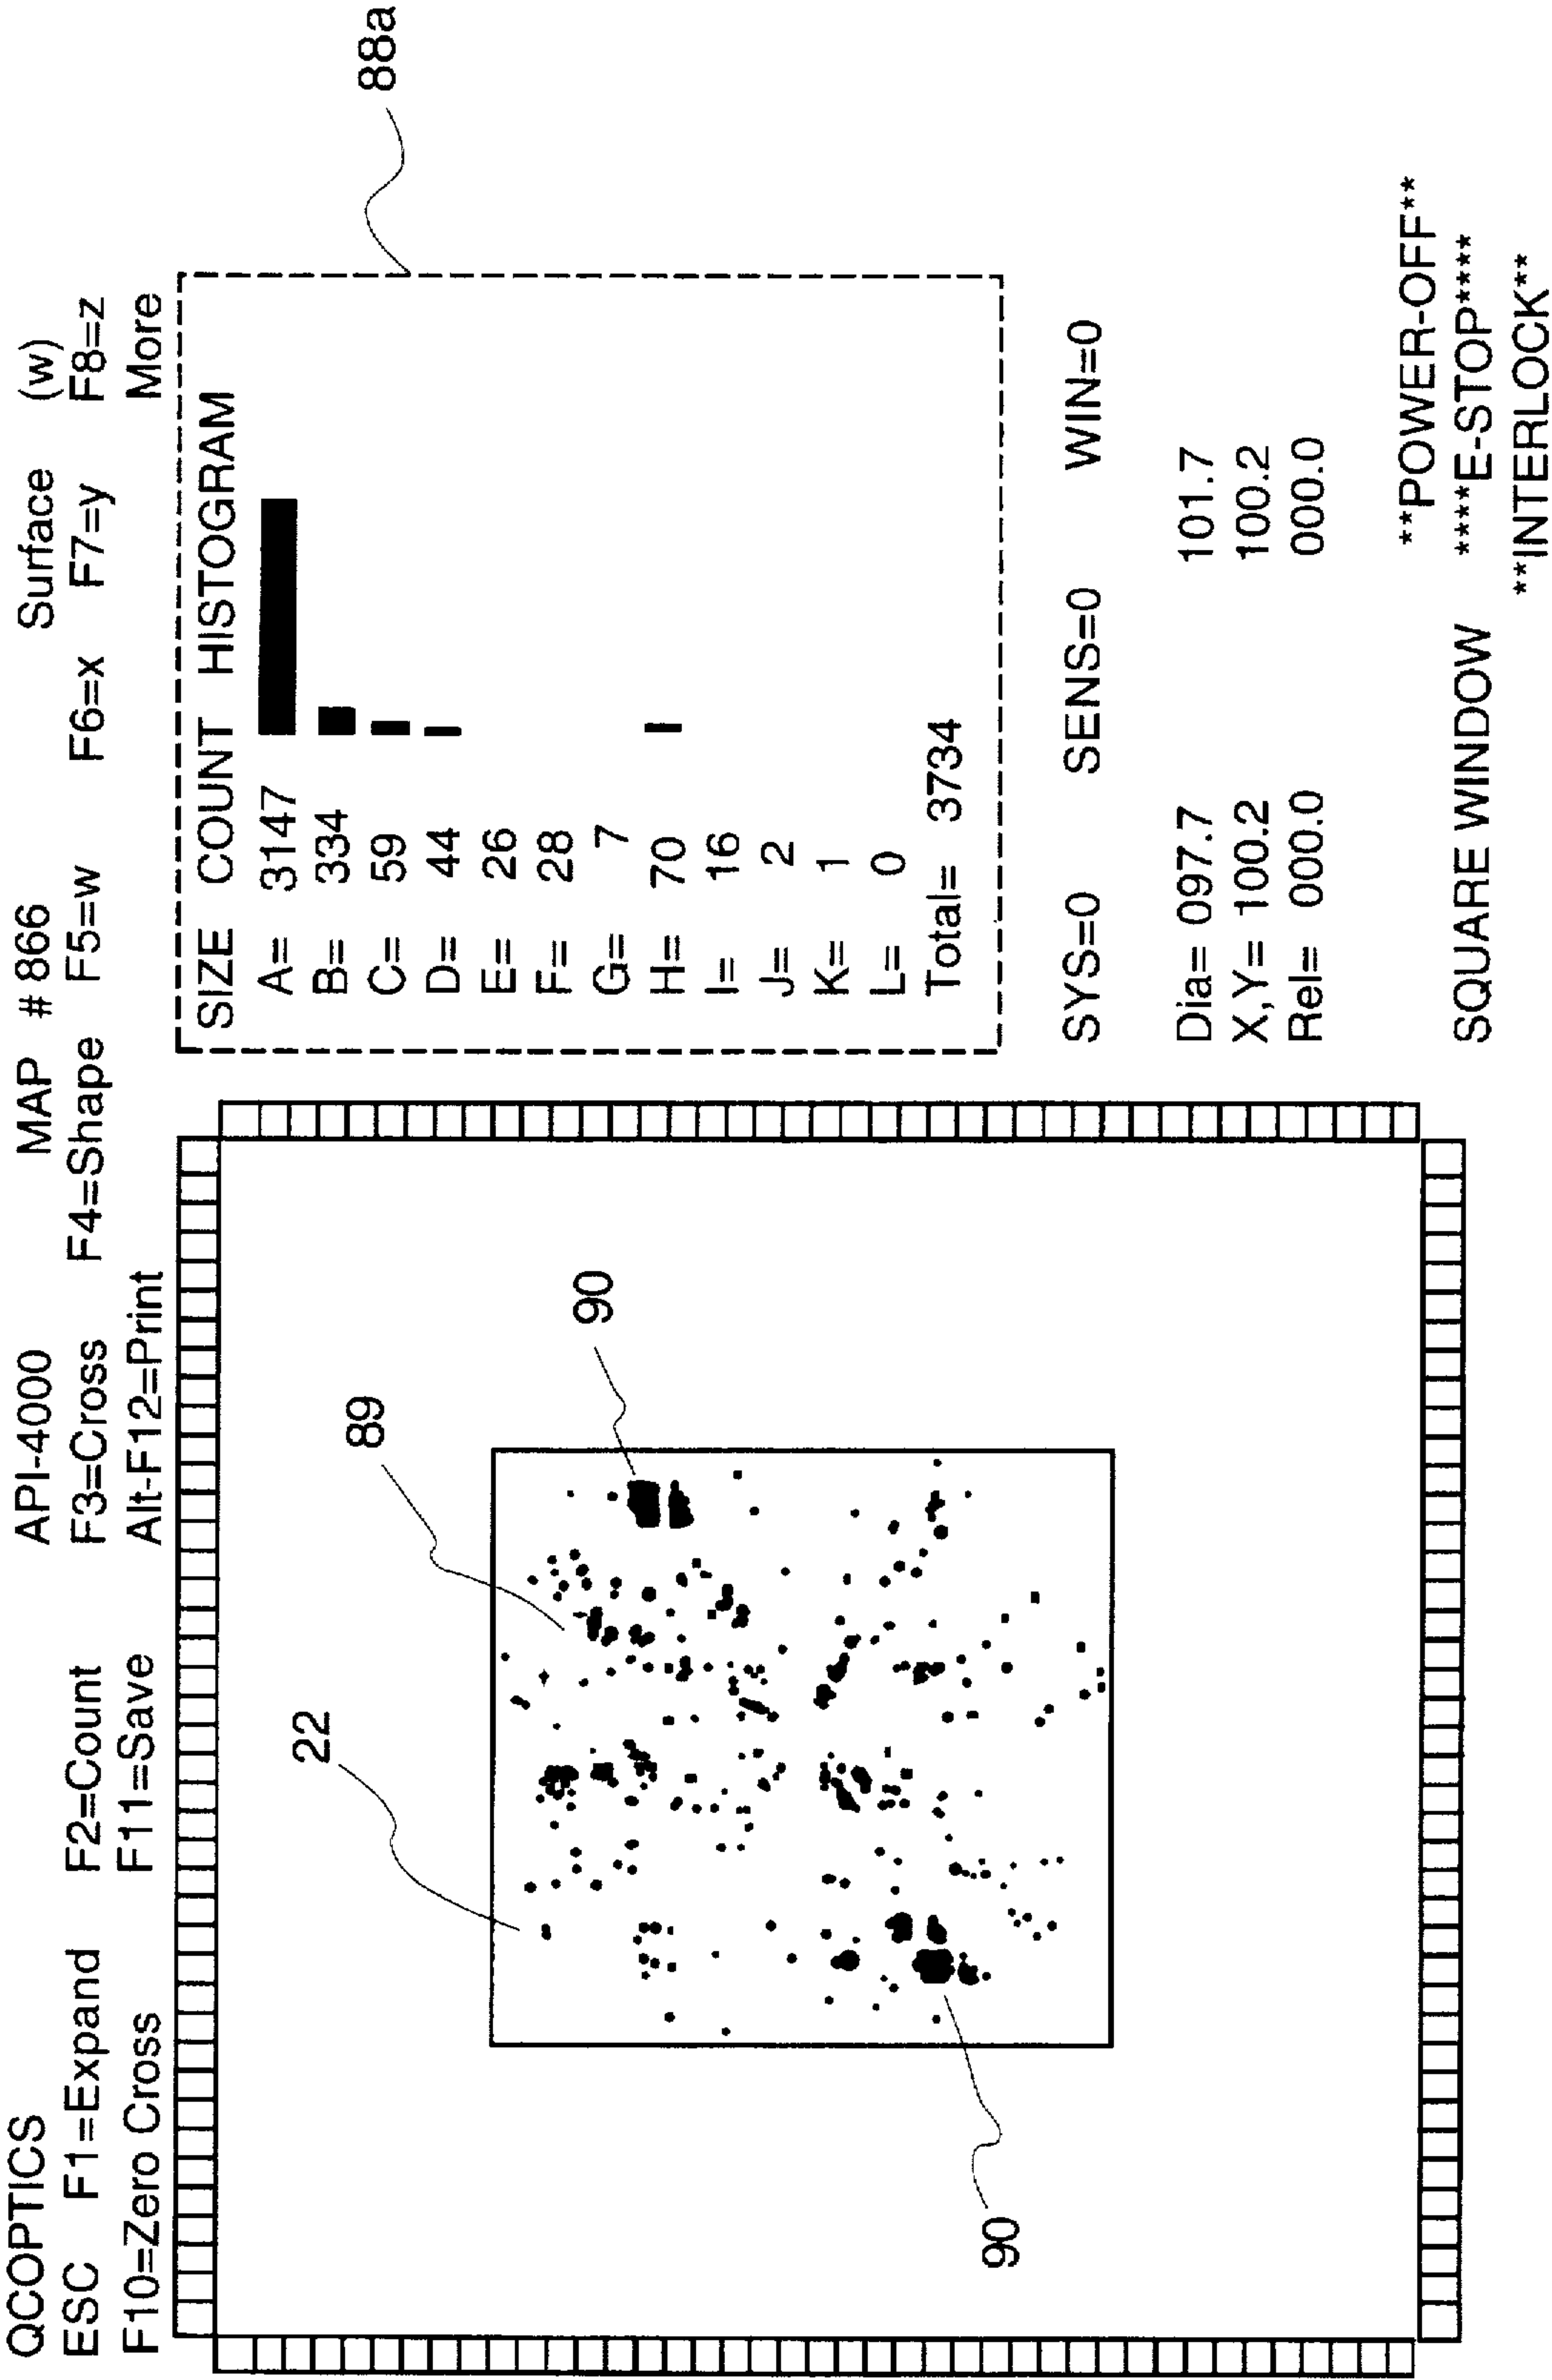 QCOPTICS API-4000 MAP # 866 Surface (w)
ESC F1=Expand F2=Count F3=Cross F4=Shape F5=w F6=x F7=y F8=z
F10=Zero Cross F11=Save Alt-F12=Print More
SIZE COUNT HISTOGRAM
A= 3147
B= 334
C= 59
D= 44
E= 26
F= 28
G= 7
H= 70
I= 16
J= 2
K= 1
L= 0
Total= 3734
88a
22
89
90
90
SYS=0 SENS=0 WIN=0
Dia= 097.7 101.7
X,Y= 100.2 100.2
Rel= 000.0 000.0
**POWER-OFF**
SQUARE WINDOW ****E-STOP****
**INTERLOCK**